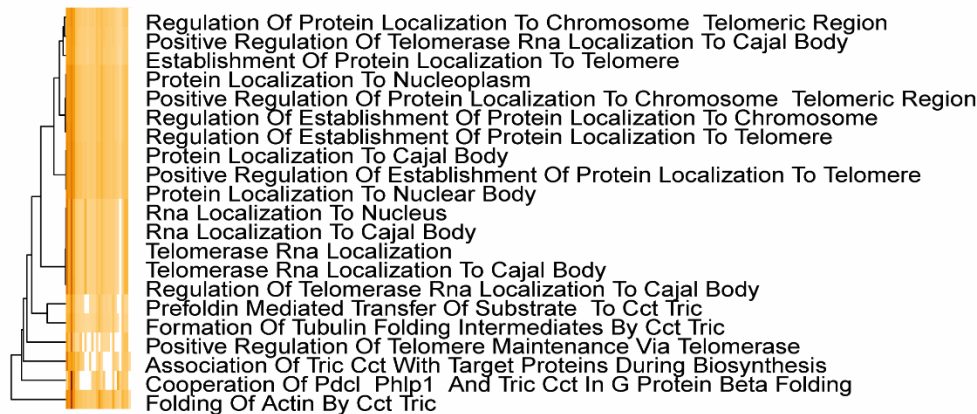 Regulation Of Protein Localization To Chromosome Telomeric Region
Positive Regulation Of Telomerase Rna Localization To Cajal Body
Establishment Of Protein Localization To Telomere
Protein Localization To Nucleoplasm
Positive Regulation Of Protein Localization To Chromosome Telomeric Region
Regulation Of Establishment Of Protein Localization To Chromosome
Regulation Of Establishment Of Protein Localization To Telomere
Protein Localization To Cajal Body
Positive Regulation Of Establishment Of Protein Localization To Telomere
Protein Localization To Nuclear Body
Rna Localization To Nucleus
Rna Localization To Cajal Body
Telomerase Rna Localization
Telomerase Rna Localization To Cajal Body
Regulation Of Telomerase Rna Localization To Cajal Body
Prefoldin Mediated Transfer Of Substrate To Cct Tric
Formation Of Tubulin Folding Intermediates By Cct Tric
Positive Regulation Of Telomere Maintenance Via Telomerase
Association Of Tric Cct With Target Proteins During Biosynthesis
Cooperation Of Pdcl Phlp1 And Tric Cct In G Protein Beta Folding
Folding Of Actin By Cct Tric